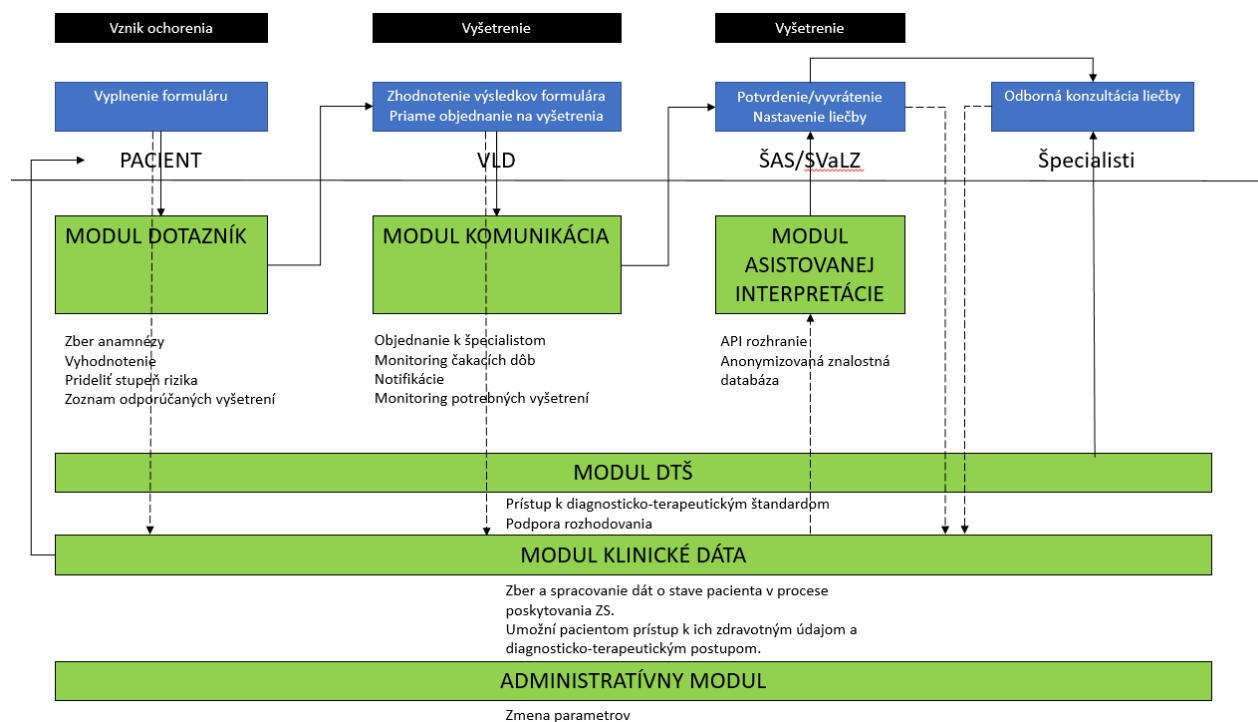 Vznik ochorenia
Vyšetrenie
Vyšetrenie
Vyplnenie formuláru
Zhodnotenie výsledkov formulára
Priame objednanie na vyšetrenia
Potvrdenie/vyvrátenie
Nastavenie liečby
Odborná konzultácia liečby
PACIENT
VLD
ŠAS/SVaLZ
Špecialisti
MODUL DOTAZNÍK
MODUL KOMUNIKÁCIA
MODUL
ASISTOVANEJ
INTERPRETÁCIE
Zber anamnézy
Vyhodnotenie
Prideliť stupeň rizika
Zoznam odporúčaných vyšetrení
Objednanie k špecialistom
Monitoring čakacích dôb
Notifikácie
Monitoring potrebných vyšetrení
API rozhranie
Anonymizovaná znalostná
databáza
MODUL DTŠ
Prístup k diagnosticko-terapeutickým štandardom
Podpora rozhodovania
MODUL KLINICKÉ DÁTA
Zber a spracovanie dát o stave pacienta v procese
poskytovania ZS.
Umožní pacientom prístup k ich zdravotným údajom a
diagnosticko-terapeutickým postupom.
ADMINISTRATÍVNY MODUL
Zmena parametrov